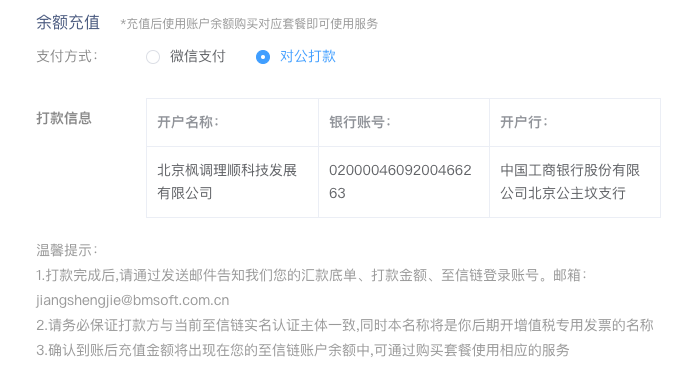 余额充值 *充值后使用账户余额购买对应套餐即可使用服务
支付方式： 微信支付 对公打款
打款信息 开户名称： 银行账号： 开户行：
北京枫调理顺科技发展 02000046092004662 中国工商银行股份有限
有限公司 63 公司北京公主坟支行
温馨提示：
1.打款完成后,请通过发送邮件告知我们您的汇款底单、打款金额、至信链登录账号。邮箱：
jiangshengjie@bmsoft.com.cn
2.请务必保证打款方与当前至信链实名认证主体一致,同时本名称将是你后期开增值税专用发票的名称
3.确认到账后充值金额将出现在您的至信链账户余额中,可通过购买套餐使用相应的服务